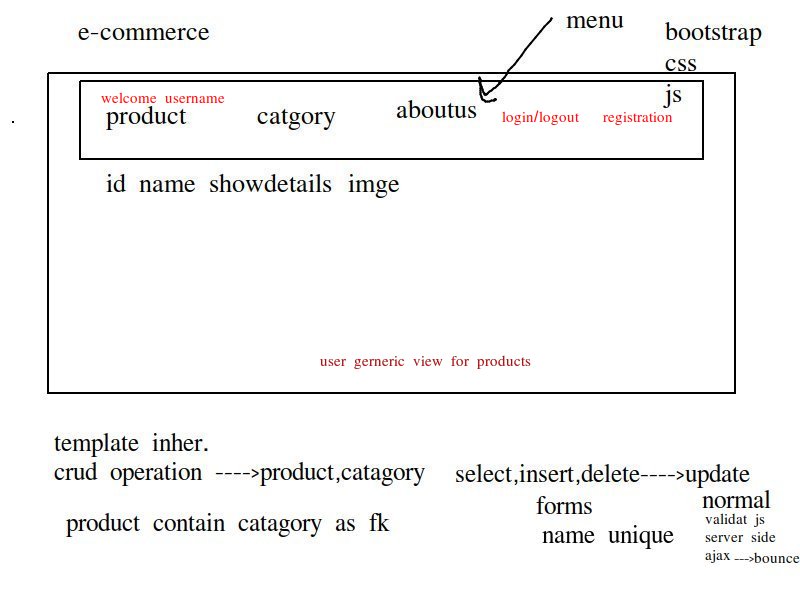 e-commerce
menu
bootstrap
css
js
welcome username
product
catgory
aboutus
login/logout
registration
id name showdetails imge
user gerneric view for products
template inher.
crud operation ---->product,catagory
select,insert,delete---->update
product contain catagory as fk
forms
name unique
normal
validat js
server side
ajax --->bounce